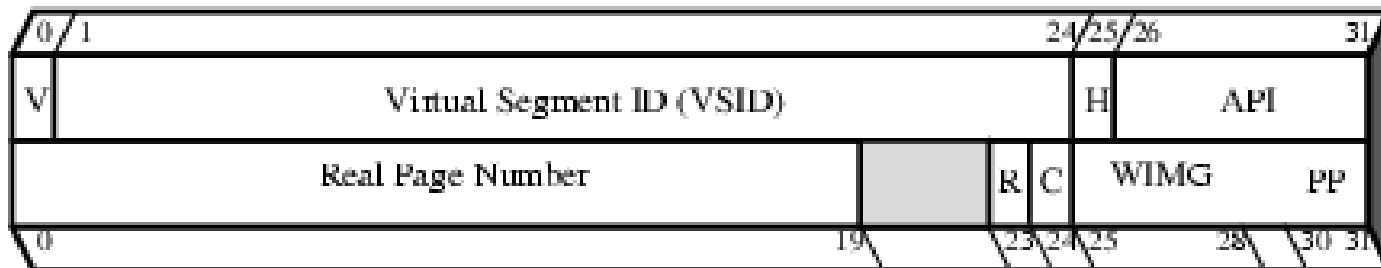 0 1 24 25 26 31
V Virtual Segment ID (VSID) H API
Real Page Number R C WIMG PP
0 19 23 24 25 28 30 31